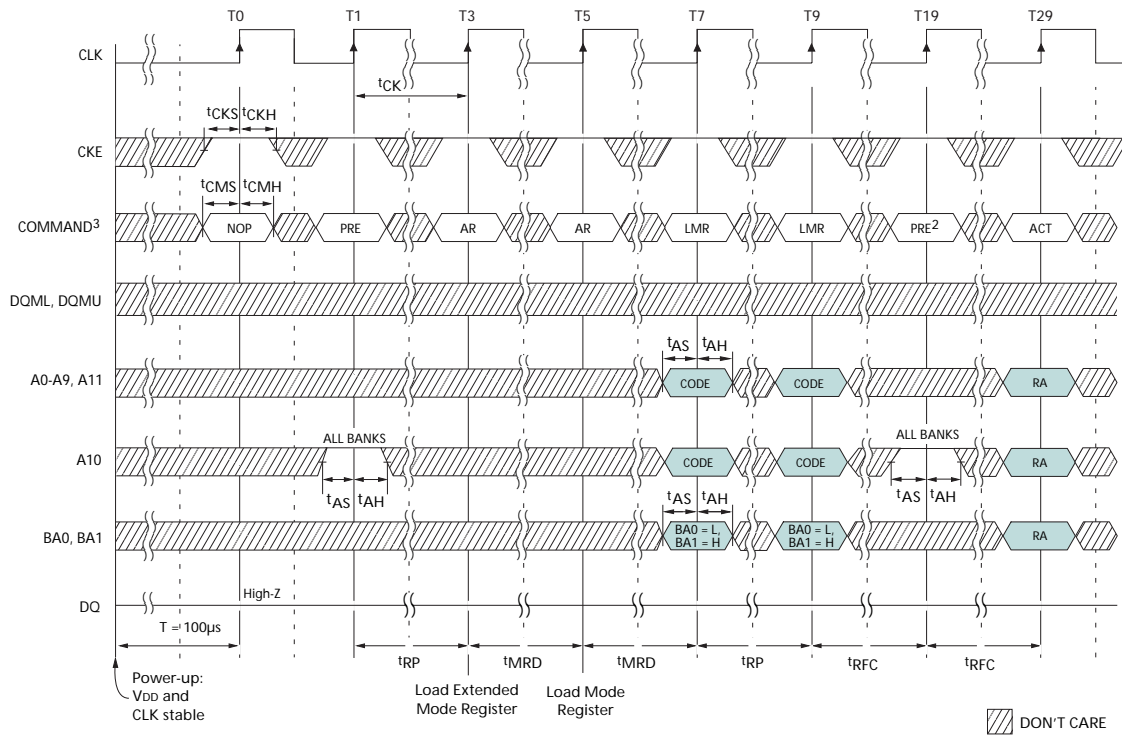 T0 T1 T3 T5 T7 T9 T19 T29
CLK
tCK
tCKS tCKH
CKE
tCMS tCMH
COMMAND3 NOP PRE AR AR LMR LMR PRE2 ACT
DQML, DQMU
tAS tAH
A0-A9, A11 CODE CODE RA
ALL BANKS ALL BANKS
A10 CODE CODE RA
tAS tAH tAS tAH tAS tAH
BA0, BA1 BA0 = L, BA0 = L, RA
BA1 = H BA1 = H
High-Z
DQ
T = 100µs
tRP tMRD tMRD tRP tRFC tRFC
Power-up:
VDD and
CLK stable
Load Extended
Mode Register
Load Mode
Register
DON'T CARE